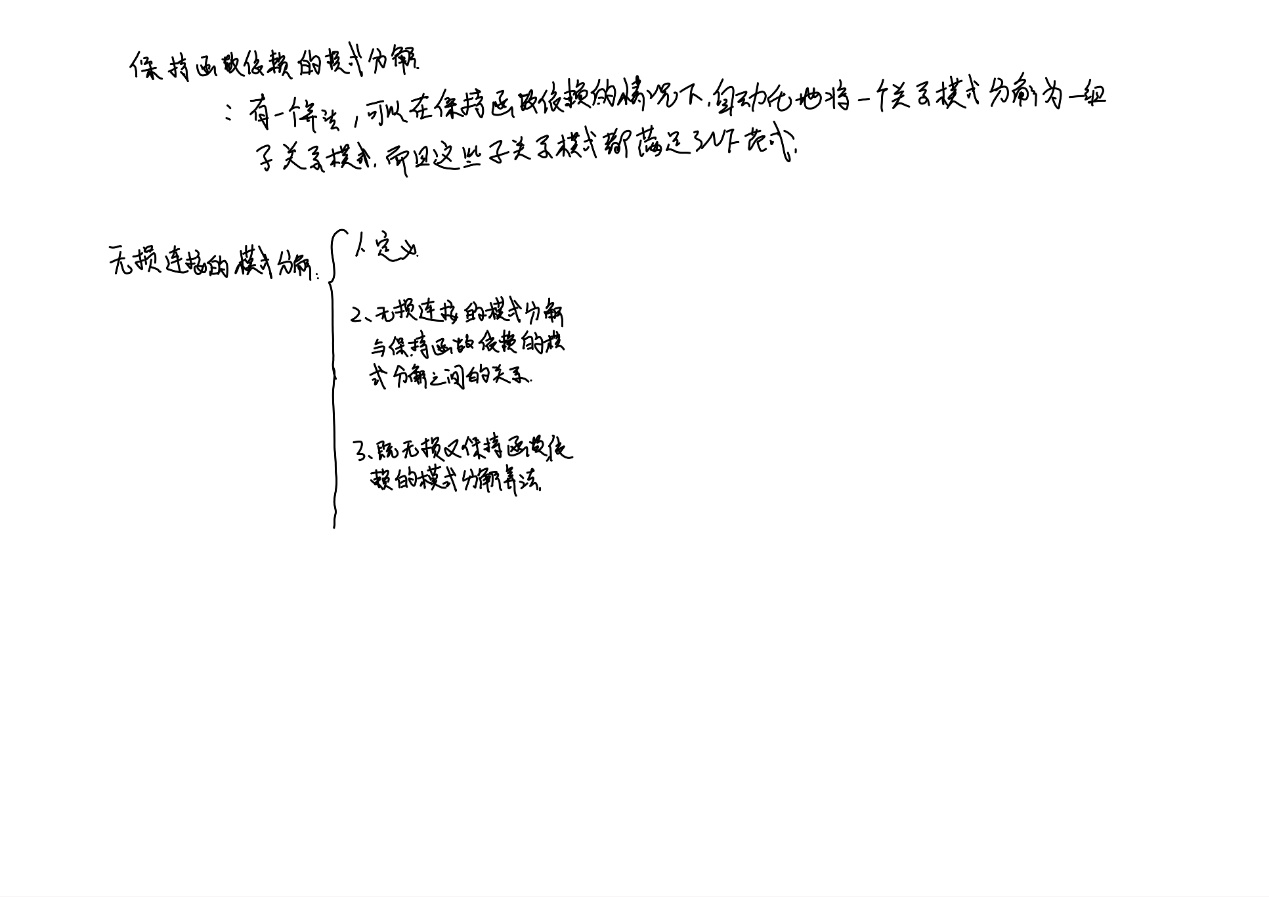 保持函数依赖的模式分解
：有一个算法，可以在保持函数依赖的情况下，自动化地将一个关系模式分解为一组
子关系模式，而且这些子关系模式都满足3NF范式。
无损连接的模式分解：
1、定义
2、无损连接的模式分解
与保持函数依赖的模
式分解之间的关系.
3、既无损又保持函数依
赖的模式分解算法.